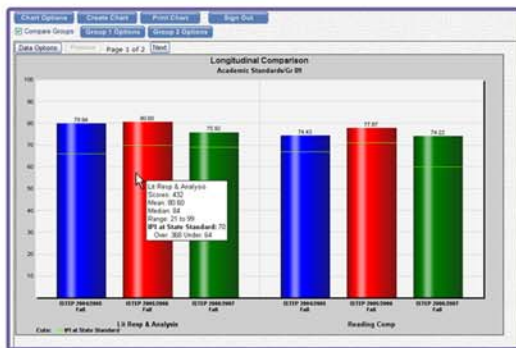 Chart Options Create Chart Print Chart Sign Out
Compare Groups Group 1 Options Group 2 Options
Data Options Previous Page 1 of 2 Next
Longitudinal Comparison
Academic Standards/Gr 09
100
90
80
70
60
50
40
30
20
10
79.94 80.60 75.92 74.43 77.87 74.22
Lit Resp & Analysis
Scores: 432
Mean: 80.60
Median: 84
Range: 21 to 99
IPI at State Standard: 70
Over: 368 Under: 64
ISTEP 2004/2005 ISTEP 2005/2006 ISTEP 2006/2007 ISTEP 2004/2005 ISTEP 2005/2006 ISTEP 2006/2007
Fall Fall Fall Fall Fall Fall
Lit Resp & Analysis Reading Comp
Cuts: IPI at State Standard